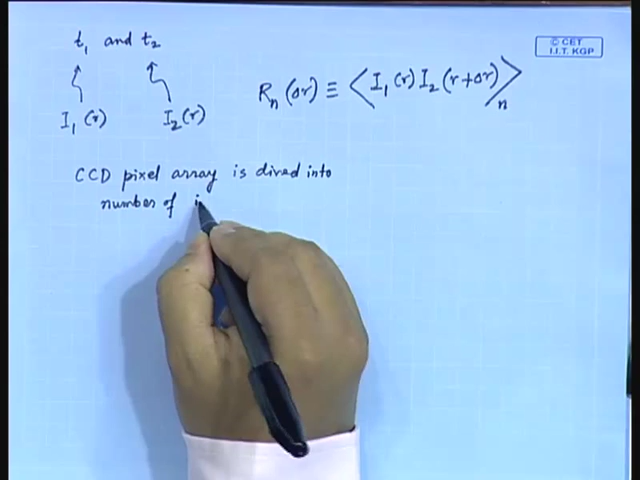 t₁ and t₂
I₁(r) I₂(r)
Rₙ(Δr) ≡ ⟨I₁(r) I₂(r+Δr)⟩ₙ
© CET
I.I.T. KGP
CCD pixel array is dived into
number of i